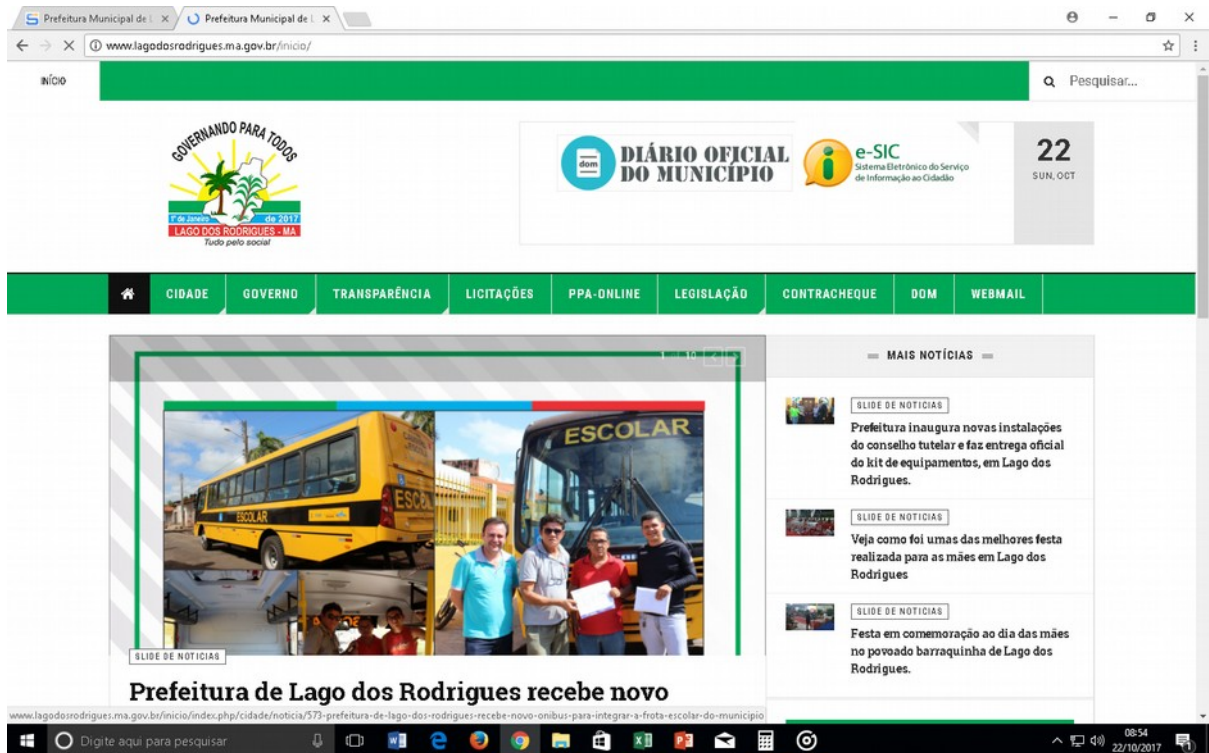 Prefeitura Municipal de L
Prefeitura Municipal de L
www.lagodosrodrigues.ma.gov.br/inicio/
INÍCIO
Pesquisar...
GOVERNANDO PARA TODOS
1º de Janeiro de 2017
LAGO DOS RODRIGUES - MA
Tudo pelo social
dom
DIÁRIO OFICIAL
DO MUNICÍPIO
e-SIC
Sistema Eletrônico do Serviço
de Informação ao Cidadão
22
SUN, OCT
CIDADE GOVERNO TRANSPARÊNCIA LICITAÇÕES PPA-ONLINE LEGISLAÇÃO CONTRACHEQUE DOM WEBMAIL
1 10
ESCOLAR
ESCOLAR
ESCOLAR
SLIDE DE NOTICIAS
Prefeitura de Lago dos Rodrigues recebe novo
MAIS NOTÍCIAS
SLIDE DE NOTICIAS
Prefeitura inaugura novas instalações
do conselho tutelar e faz entrega oficial
do kit de equipamentos, em Lago dos
Rodrigues.
SLIDE DE NOTICIAS
Veja como foi umas das melhores festa
realizada para as mães em Lago dos
Rodrigues
SLIDE DE NOTICIAS
Festa em comemoração ao dia das mães
no povoado barraquinha de Lago dos
Rodrigues.
www.lagodosrodrigues.ma.gov.br/inicio/index.php/cidade/noticia/573-prefeitura-de-lago-dos-rodrigues-recebe-novo-onibus-para-integrar-a-frota-escolar-do-municipio
Digite aqui para pesquisar
08:54
22/10/2017